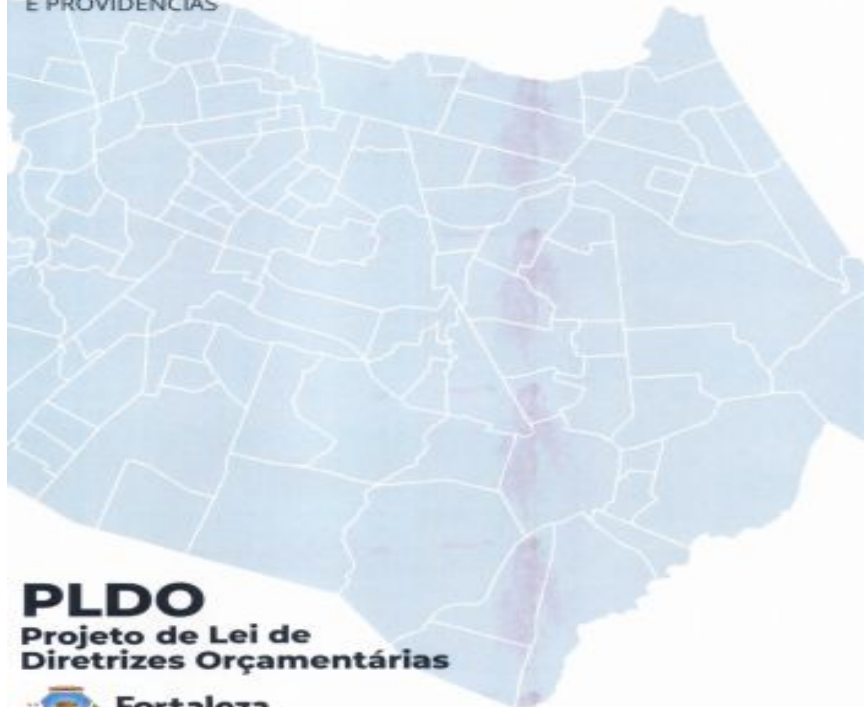 E PROVIDÊNCIAS
PLDO
Projeto de Lei de
Diretrizes Orçamentárias
Fortaleza